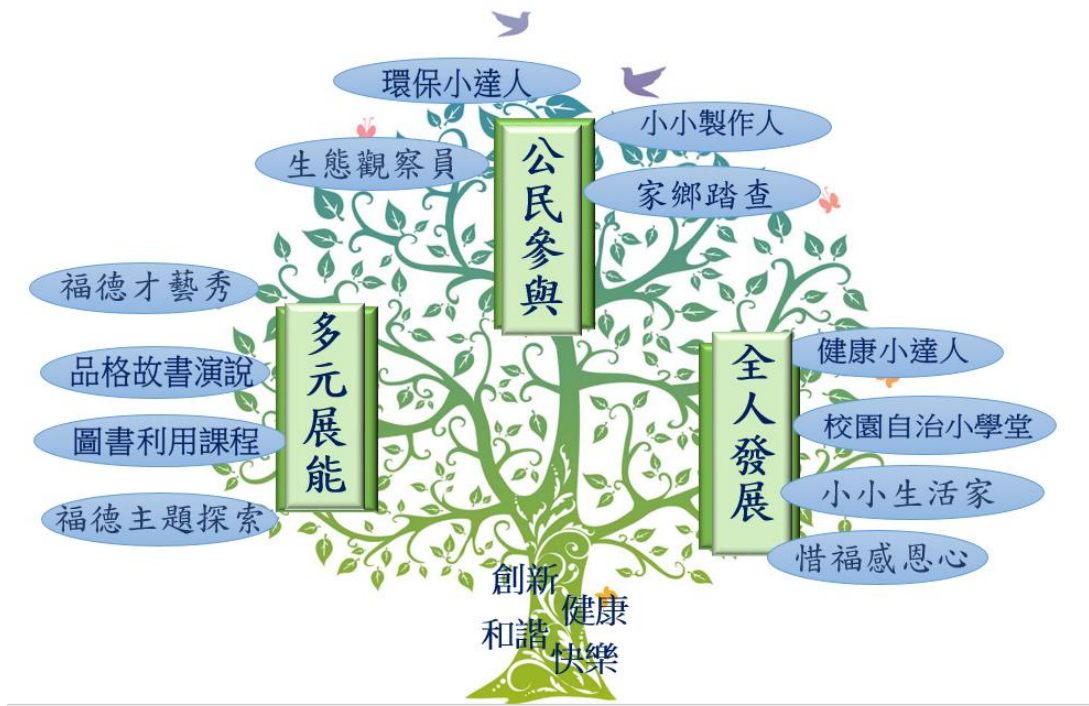 環保小達人
小小製作人
生態觀察員
家鄉踏查
公民參與
福德才藝秀
品格故書演說
圖書利用課程
福德主題探索
多元展能
全人發展
健康小達人
校園自治小學堂
小小生活家
惜福感恩心
創新
健康
和諧
快樂